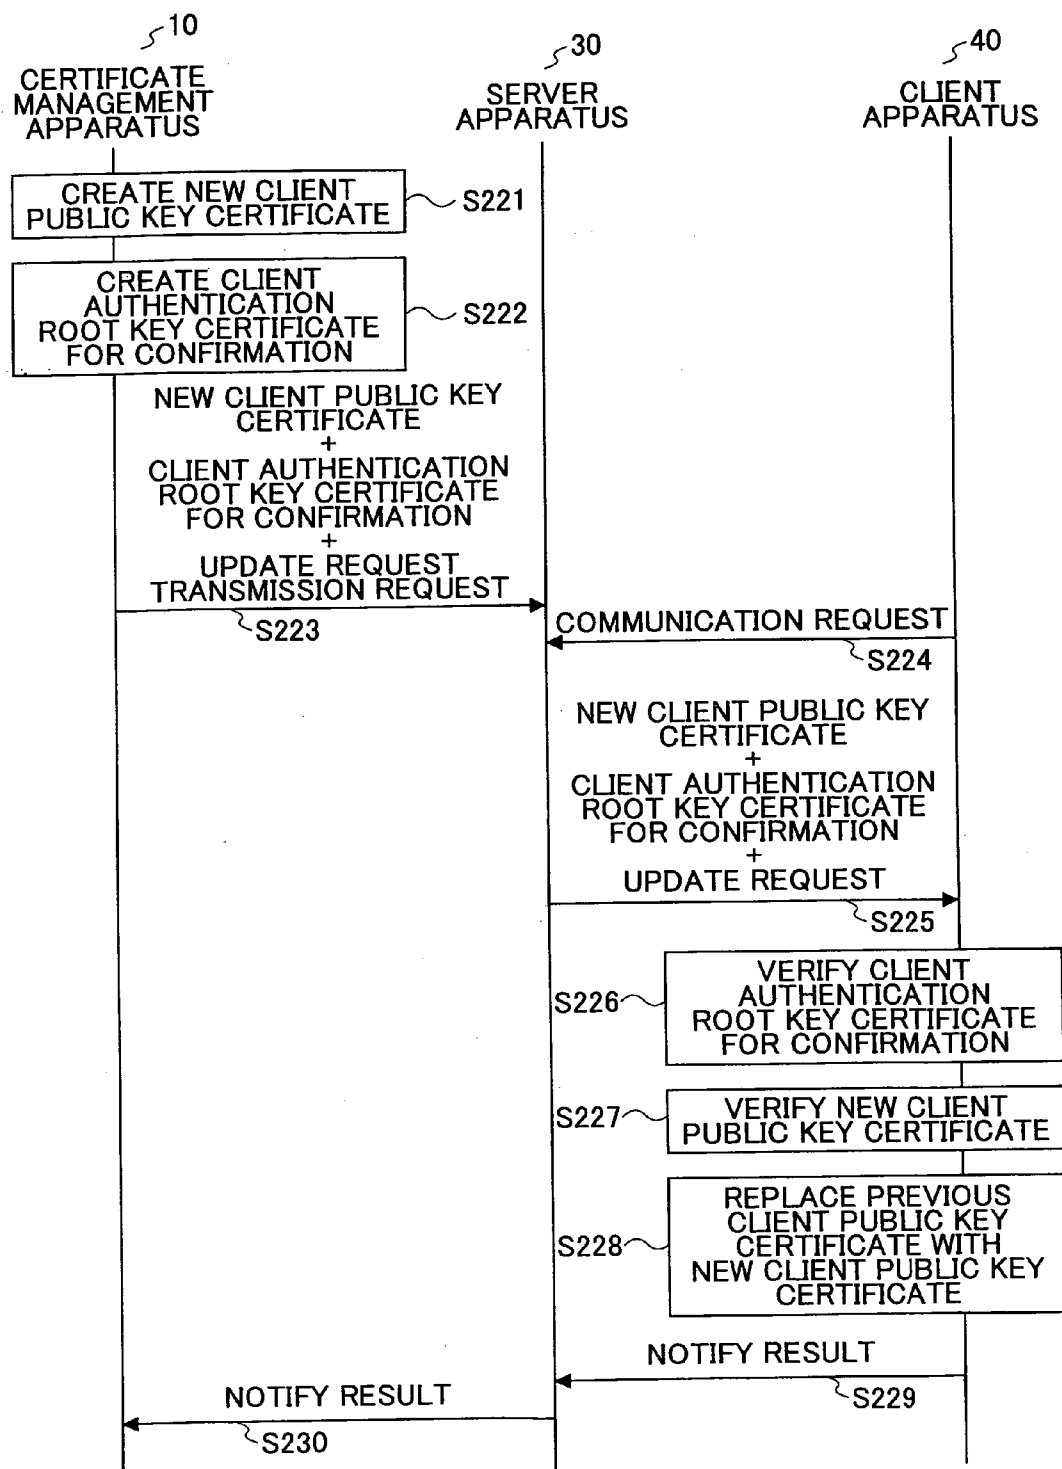 10
CERTIFICATE
MANAGEMENT
APPARATUS
30
SERVER
APPARATUS
40
CLIENT
APPARATUS
CREATE NEW CLIENT
PUBLIC KEY CERTIFICATE
S221
CREATE CLIENT
AUTHENTICATION
ROOT KEY CERTIFICATE
FOR CONFIRMATION
S222
NEW CLIENT PUBLIC KEY
CERTIFICATE
+
CLIENT AUTHENTICATION
ROOT KEY CERTIFICATE
FOR CONFIRMATION
+
UPDATE REQUEST
TRANSMISSION REQUEST
S223
COMMUNICATION REQUEST
S224
NEW CLIENT PUBLIC KEY
CERTIFICATE
+
CLIENT AUTHENTICATION
ROOT KEY CERTIFICATE
FOR CONFIRMATION
+
UPDATE REQUEST
S225
S226
VERIFY CLIENT
AUTHENTICATION
ROOT KEY CERTIFICATE
FOR CONFIRMATION
S227
VERIFY NEW CLIENT
PUBLIC KEY CERTIFICATE
S228
REPLACE PREVIOUS
CLIENT PUBLIC KEY
CERTIFICATE WITH
NEW CLIENT PUBLIC KEY
CERTIFICATE
NOTIFY RESULT
S229
NOTIFY RESULT
S230